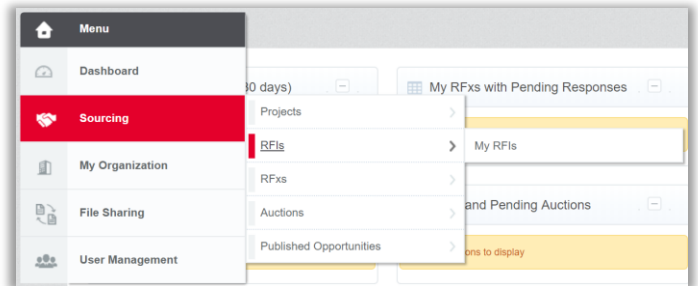 Menu
Dashboard
30 days)
My RFxs with Pending Responses
Projects
Sourcing
RFIs
My RFIs
My Organization
RFxs
File Sharing
Auctions
and Pending Auctions
Published Opportunities
ons to display
User Management